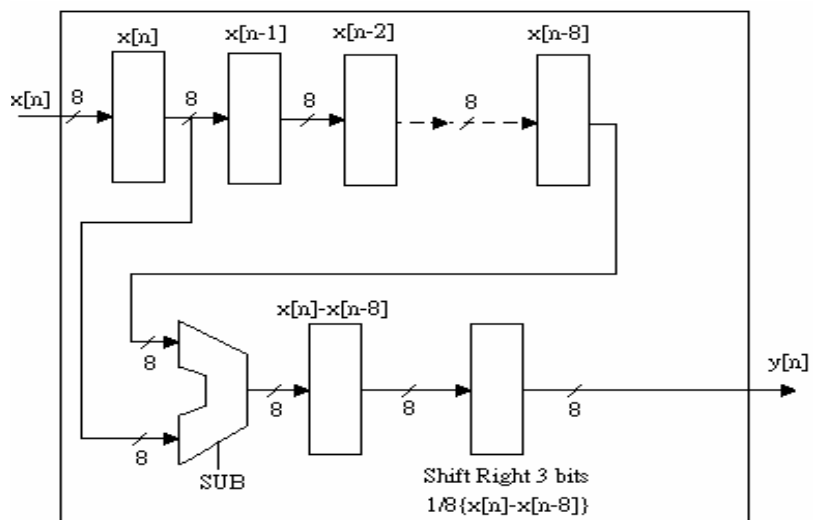 x[n] x[n-1] x[n-2] x[n-8]
x[n] 8 8 8 8
x[n]-x[n-8]
8 8 8 8 y[n]
8
SUB
Shift Right 3 bits
1/8{x[n]-x[n-8]}